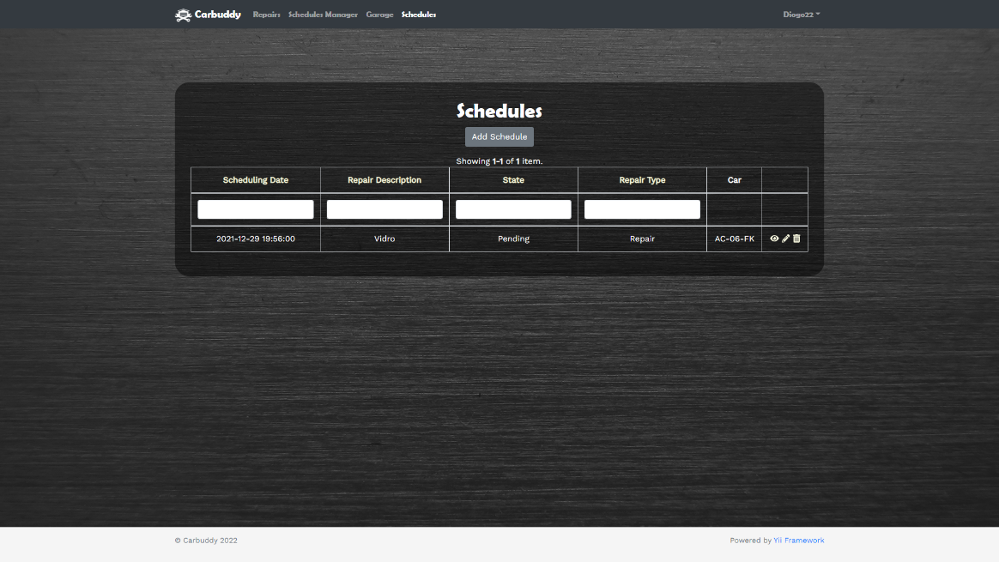 Carbuddy Repairs Schedules Manager Garage Schedules Diogo22
Schedules
Add Schedule
Showing 1-1 of 1 item.
Scheduling Date Repair Description State Repair Type Car
2021-12-29 19:56:00 Vidro Pending Repair AC-06-FK
© Carbuddy 2022 Powered by Yii Framework